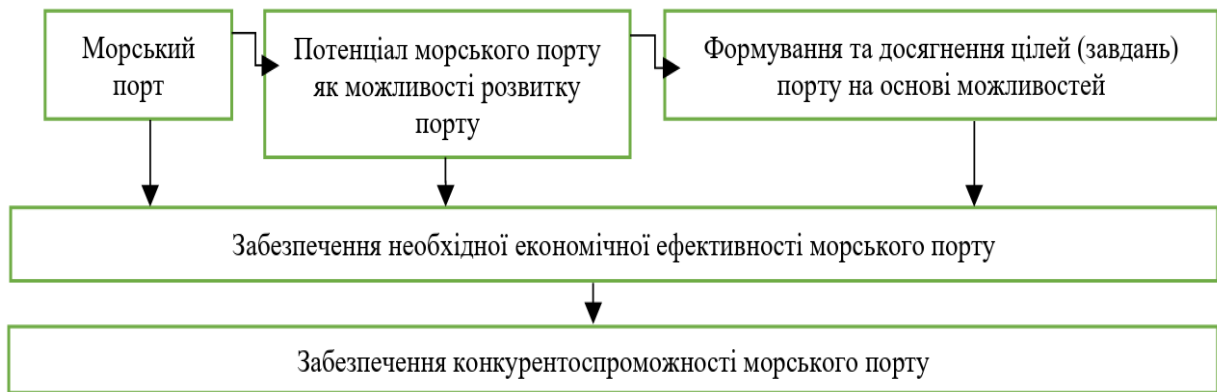 Морський
порт
Потенціал морського порту
як можливості розвитку
порту
Формування та досягнення цілей (завдань)
порту на основі можливостей
Забезпечення необхідної економічної ефективності морського порту
Забезпечення конкурентоспроможності морського порту